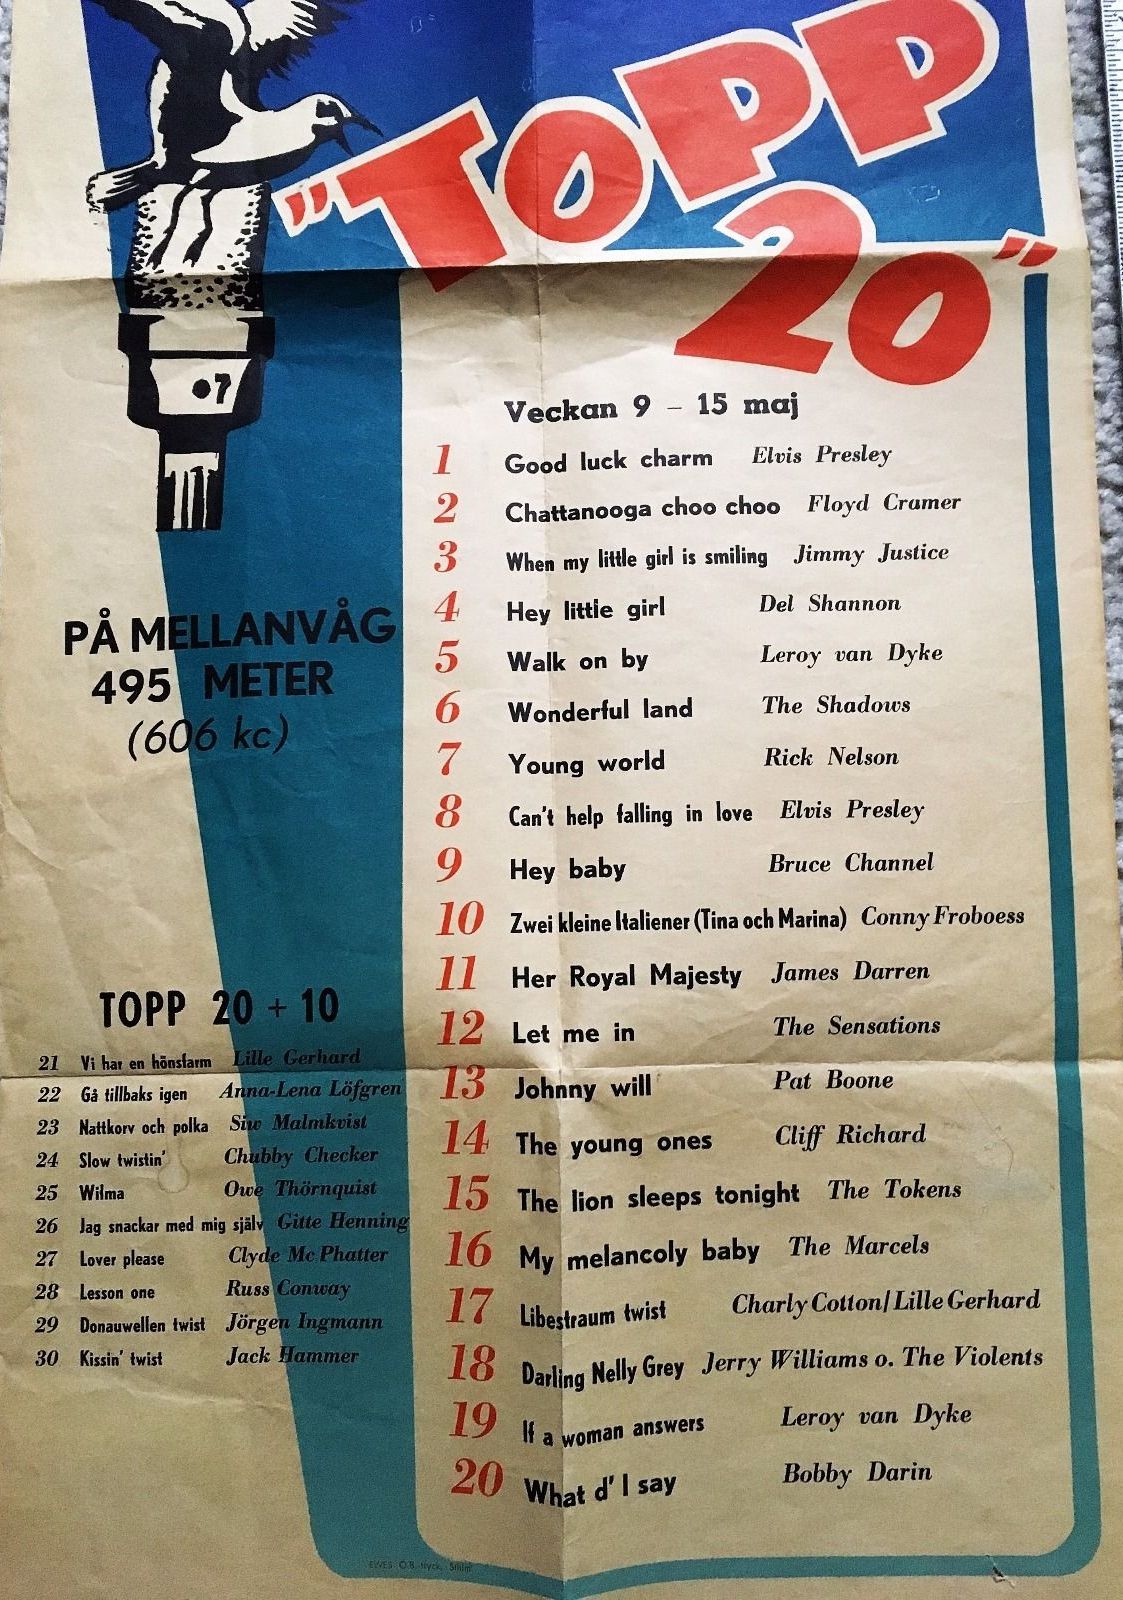 "TOPP
20"
7
Veckan 9 – 15 maj
1 Good luck charm Elvis Presley
2 Chattanooga choo choo Floyd Cramer
3 When my little girl is smiling Jimmy Justice
4 Hey little girl Del Shannon
5 Walk on by Leroy van Dyke
6 Wonderful land The Shadows
7 Young world Rick Nelson
8 Can't help falling in love Elvis Presley
9 Hey baby Bruce Channel
10 Zwei kleine Italiener (Tina och Marina) Conny Froboess
11 Her Royal Majesty James Darren
12 Let me in The Sensations
13 Johnny will Pat Boone
14 The young ones Cliff Richard
15 The lion sleeps tonight The Tokens
16 My melancoly baby The Marcels
17 Libestraum twist Charly Cotton/Lille Gerhard
18 Darling Nelly Grey Jerry Williams o. The Violents
19 If a woman answers Leroy van Dyke
20 What d' I say Bobby Darin
PÅ MELLANVÅG
495 METER
(606 kc)
TOPP 20 + 10
21 Vi har en hönsfarm Lille Gerhard
22 Gå tillbaks igen Anna-Lena Löfgren
23 Nattkorv och polka Siw Malmkvist
24 Slow twistin' Chubby Checker
25 Wilma Owe Thörnquist
26 Jag snackar med mig själv Gitte Henning
27 Lover please Clyde Mc Phatter
28 Lesson one Russ Conway
29 Donauwellen twist Jörgen Ingmann
30 Kissin' twist Jack Hammer